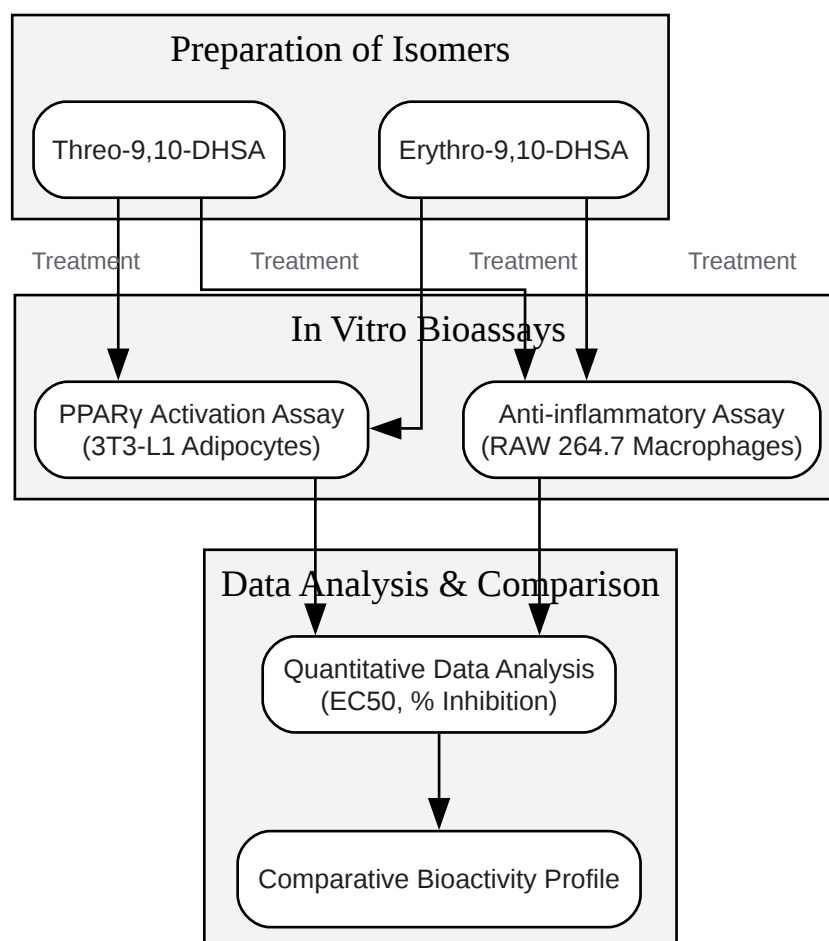 Preparation of Isomers
Threo-9,10-DHSA
Erythro-9,10-DHSA
Treatment
Treatment
Treatment
Treatment
In Vitro Bioassays
PPARγ Activation Assay
(3T3-L1 Adipocytes)
Anti-inflammatory Assay
(RAW 264.7 Macrophages)
Data Analysis & Comparison
Quantitative Data Analysis
(EC50, % Inhibition)
Comparative Bioactivity Profile